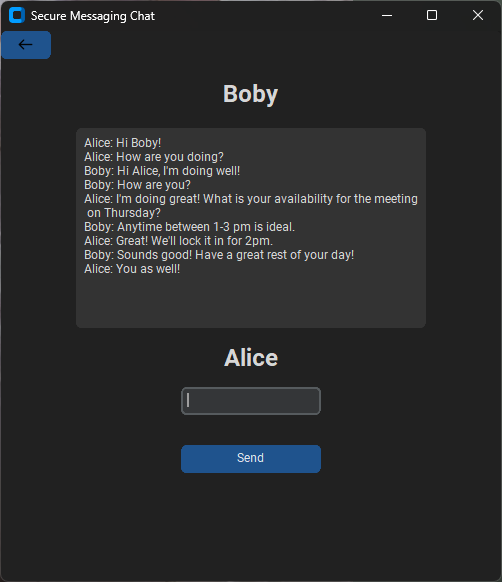 Secure Messaging Chat
Boby
Alice: Hi Boby!
Alice: How are you doing?
Boby: Hi Alice, I'm doing well!
Boby: How are you?
Alice: I'm doing great! What is your availability for the meeting
on Thursday?
Boby: Anytime between 1-3 pm is ideal.
Alice: Great! We'll lock it in for 2pm.
Boby: Sounds good! Have a great rest of your day!
Alice: You as well!
Alice
Send